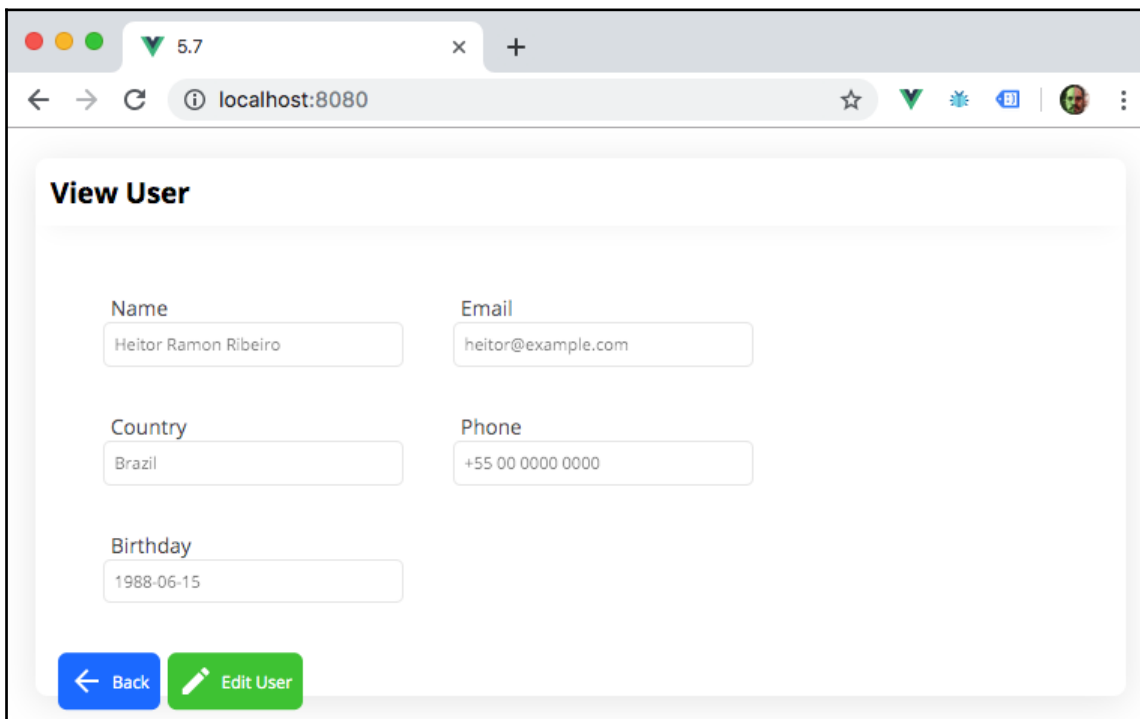 5.7
localhost:8080
View User
Name Email
Heitor Ramon Ribeiro heitor@example.com
Country Phone
Brazil +55 00 0000 0000
Birthday
1988-06-15
Back Edit User